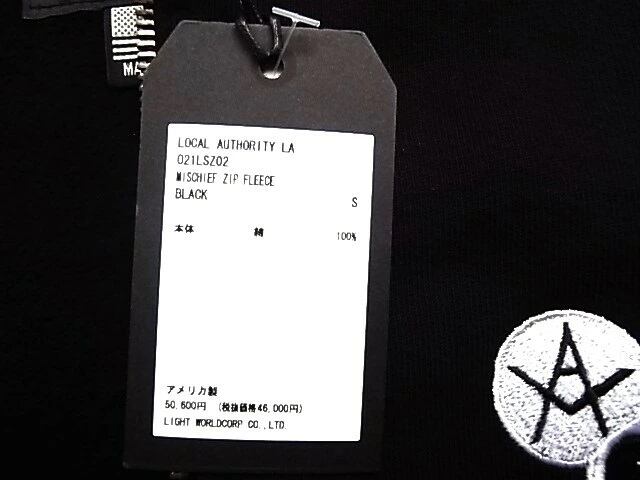 MA
LOCAL AUTHORITY LA
021LSZ02
MISCHIEF ZIP FLEECE
BLACK S
本体 綿 100%
アメリカ製
50,600円 (税抜価格46,000円)
LIGHT WORLDCORP CO.,LTD.